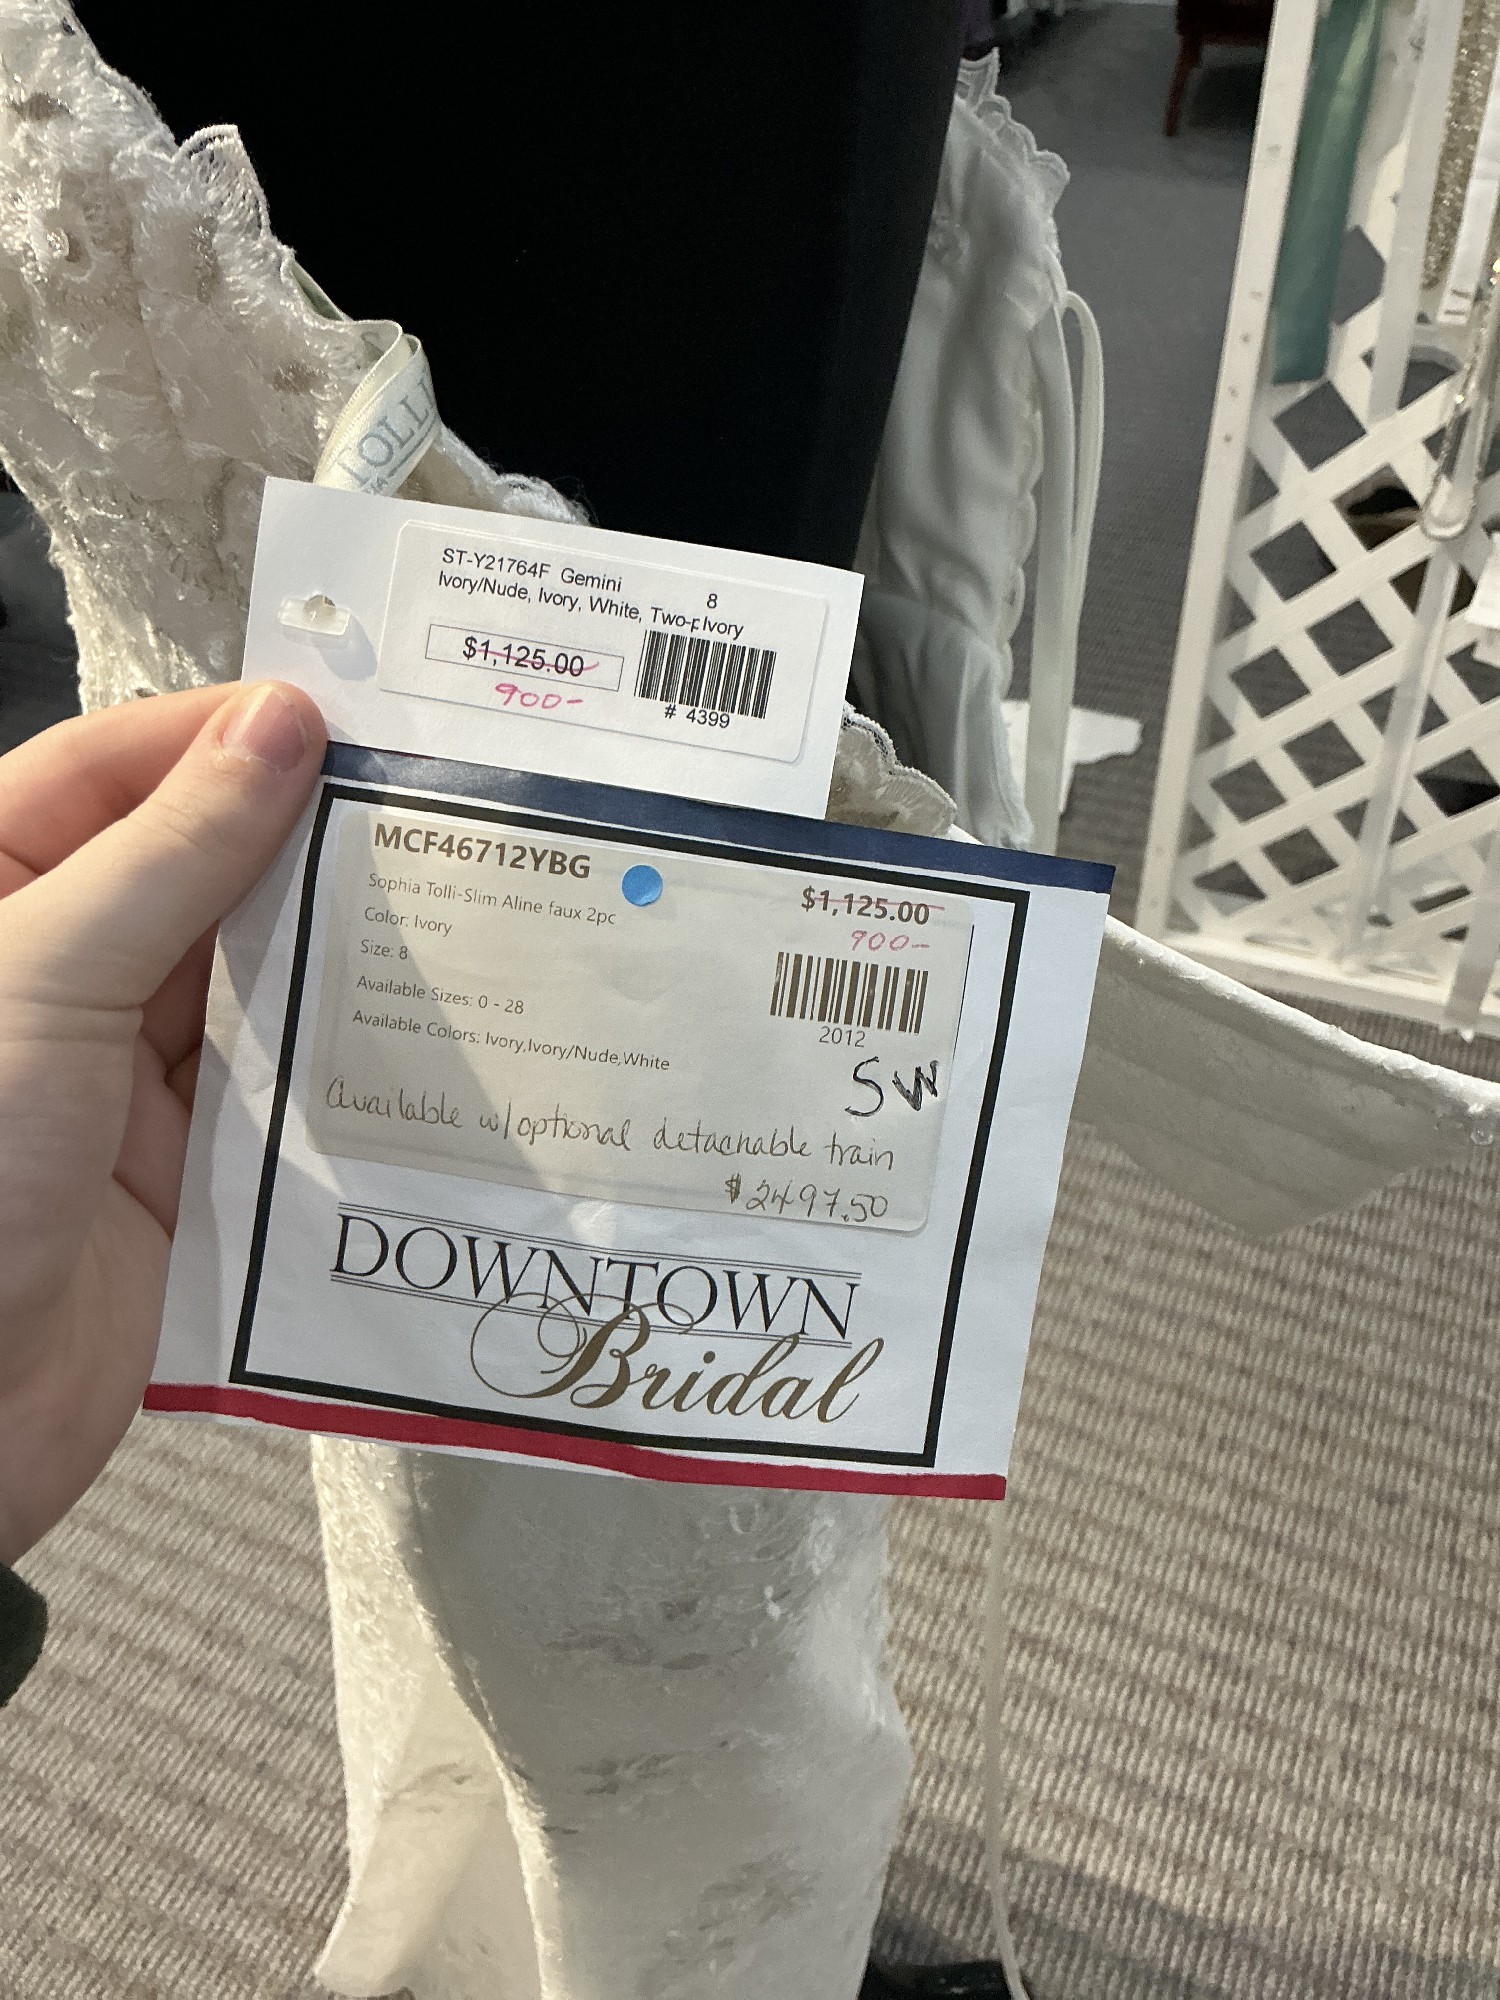 TOLLI
ST-Y21764F Gemini
8
Ivory/Nude, Ivory, White, Two-p Ivory
$1,125.00
900-
# 4399
MCF46712YBG
$1,125.00
900-
Sophia Tolli-Slim Aline faux 2pc
Color: Ivory
Size: 8
Available Sizes: 0 - 28
Available Colors: Ivory,Ivory/Nude,White
2012
SW
Available w/optional detachable train
$2497.50
DOWNTOWN
Bridal